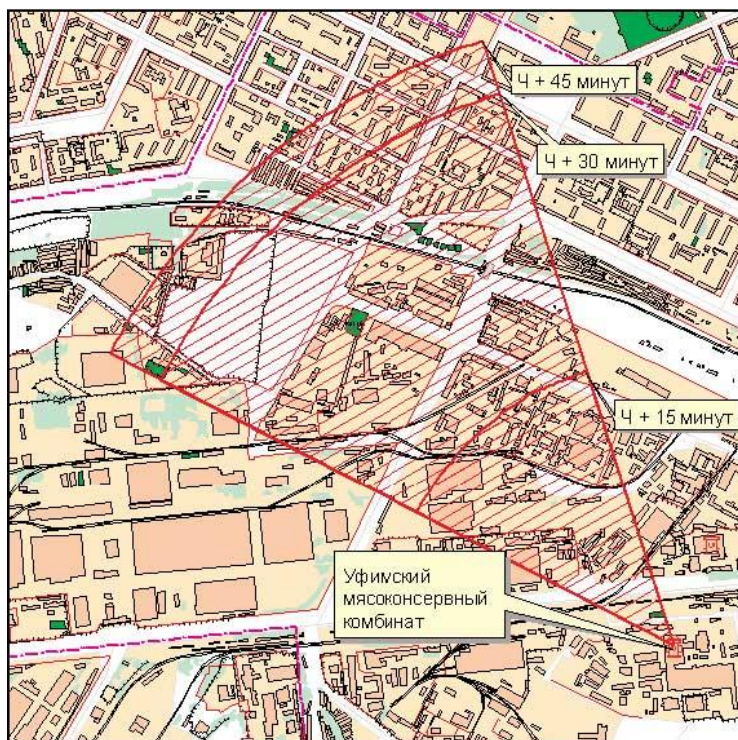 Ч + 45 минут
Ч + 30 минут
Ч + 15 минут
Уфимский
мясоконсервный
комбинат